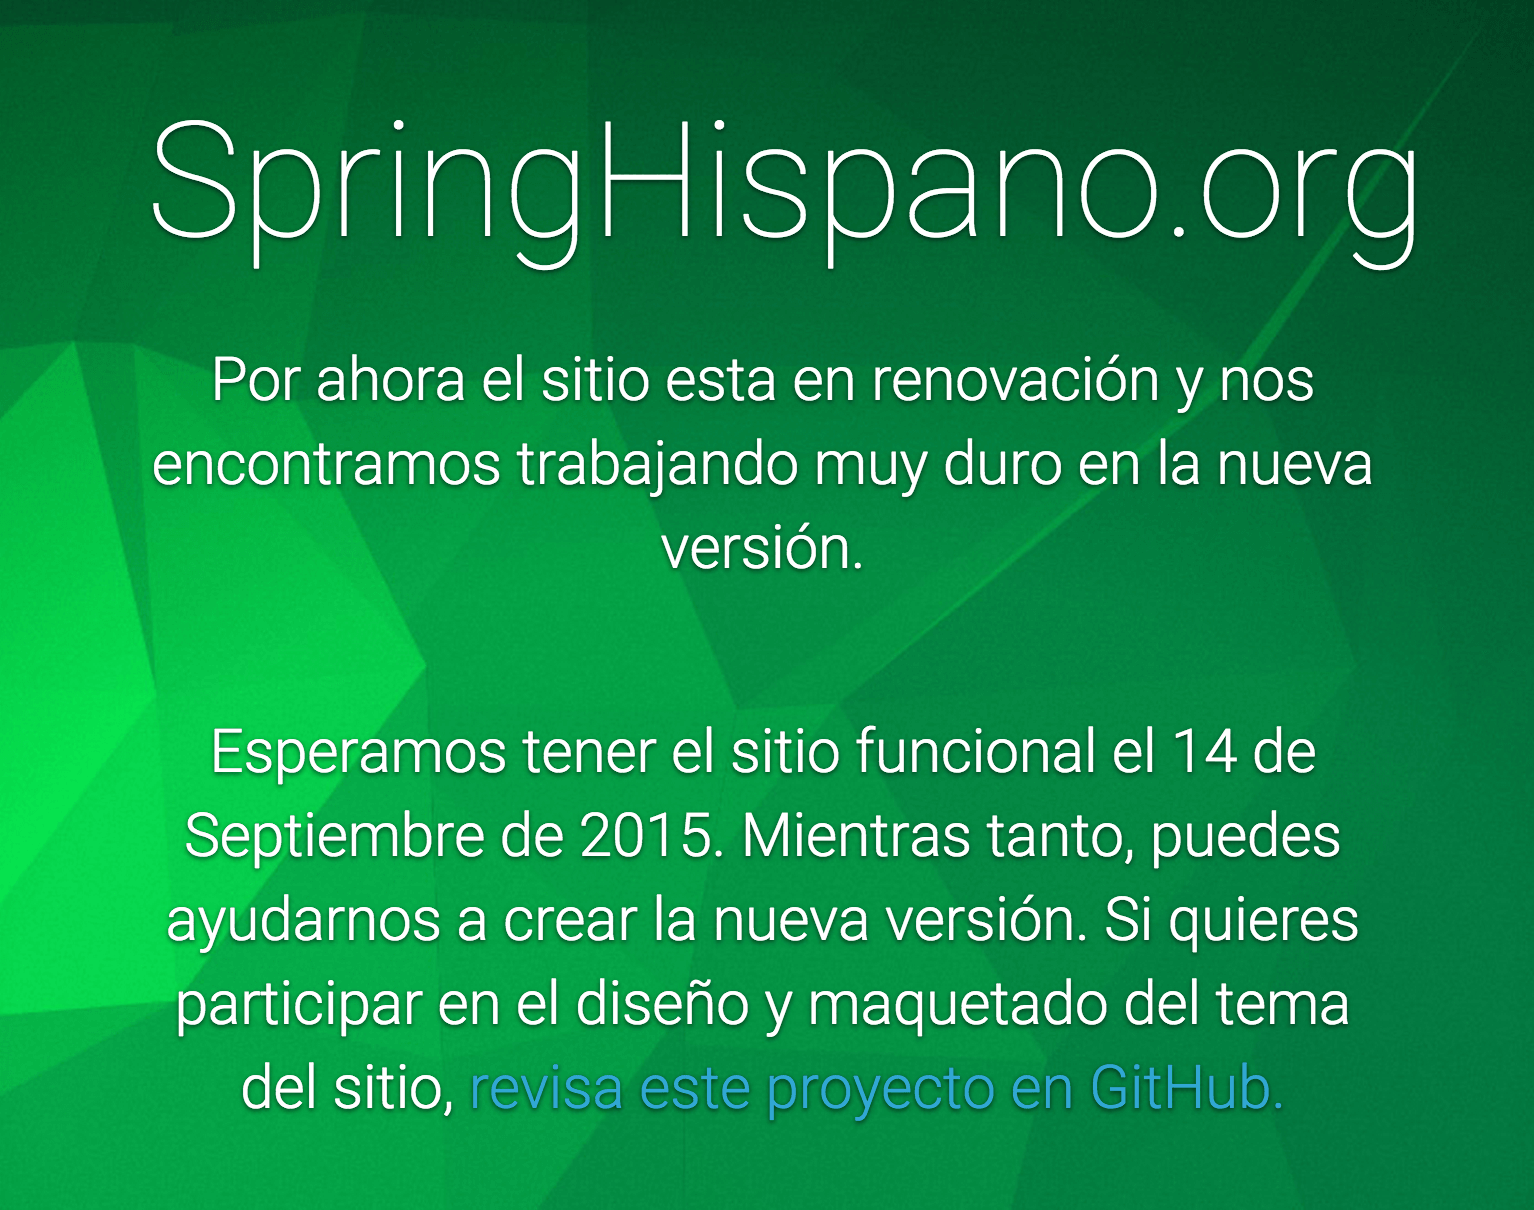 SpringHispano.org
Por ahora el sitio esta en renovación y nos
encontramos trabajando muy duro en la nueva
versión.
Esperamos tener el sitio funcional el 14 de
Septiembre de 2015. Mientras tanto, puedes
ayudarnos a crear la nueva versión. Si quieres
participar en el diseño y maquetado del tema
del sitio, revisa este proyecto en GitHub.